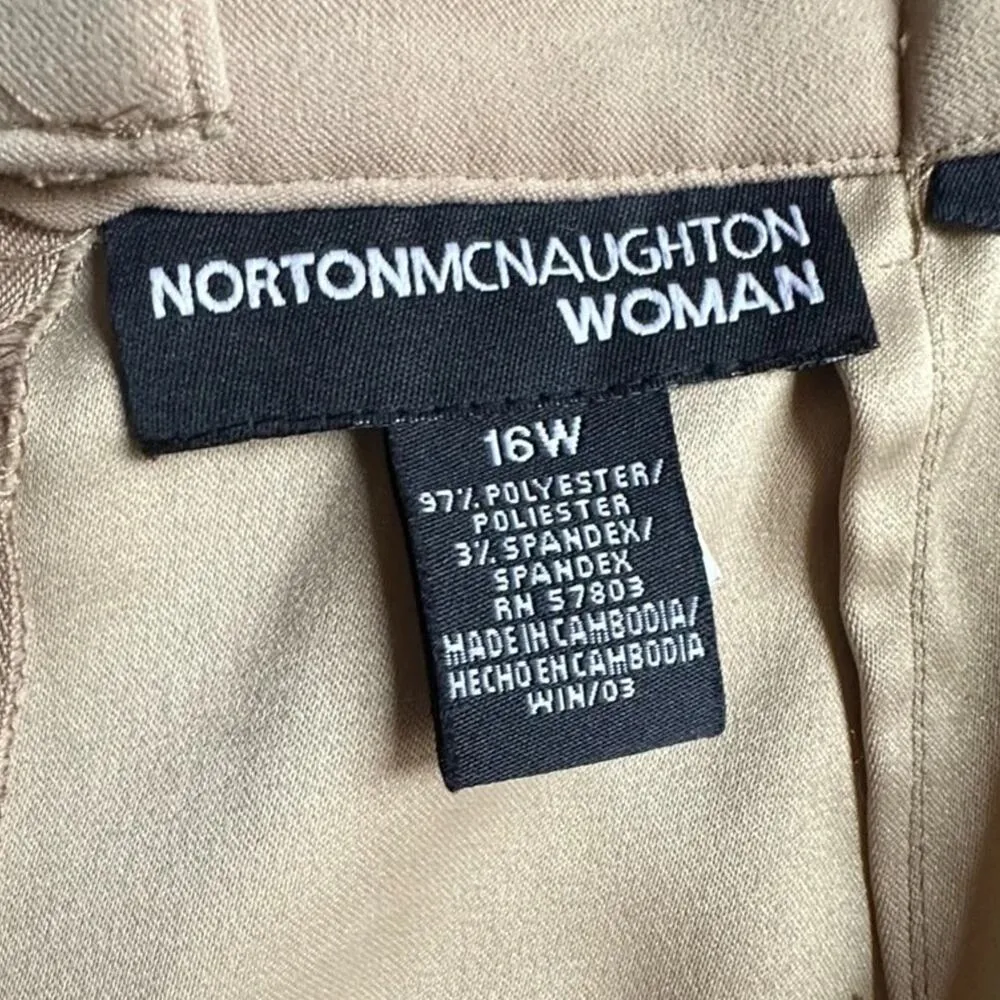 NORTONMCNAUGHTON
WOMAN
16W
97% POLYESTER/
POLIESTER
3% SPANDEX/
SPANDEX
RN 57803
MADE IN CAMBODIA/
HECHO EN CAMBODIA
WIN/03